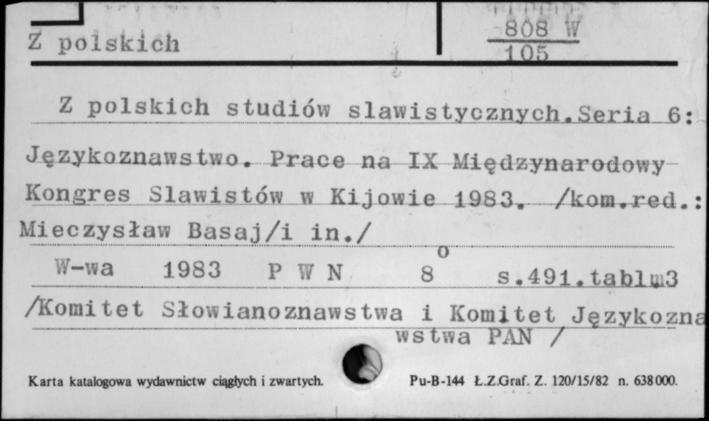 Z polskich
808 W
105
Z polskich studiów slawistycznych.Seria 6:
Językoznawstwo. Prace na IX Międzynarodowy
Kongres Slawistów w Kijowie 1983. /kom.red.:
Mieczysław Basaj/i in./
W-wa 1983 P W N 8o s.491.tabl 3
/Komitet Słowianoznawstwa i Komitet Językozna
wstwa PAN /
Karta katalogowa wydawnictw ciągłych i zwartych. Pu-B-144 Ł.Z.Graf. Z. 120/15/82 n. 638000.